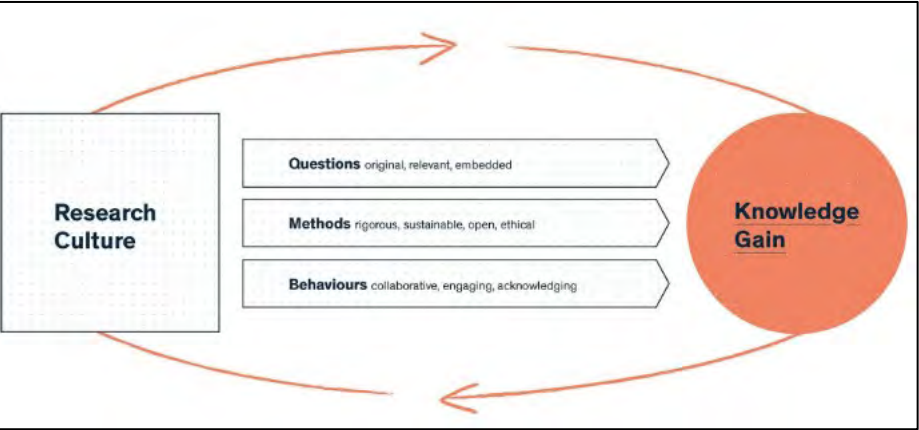 Research
Culture
Questions original, relevant, embedded
Methods rigorous, sustainable, open, ethical
Behaviours collaborative, engaging, acknowledging
Knowledge
Gain